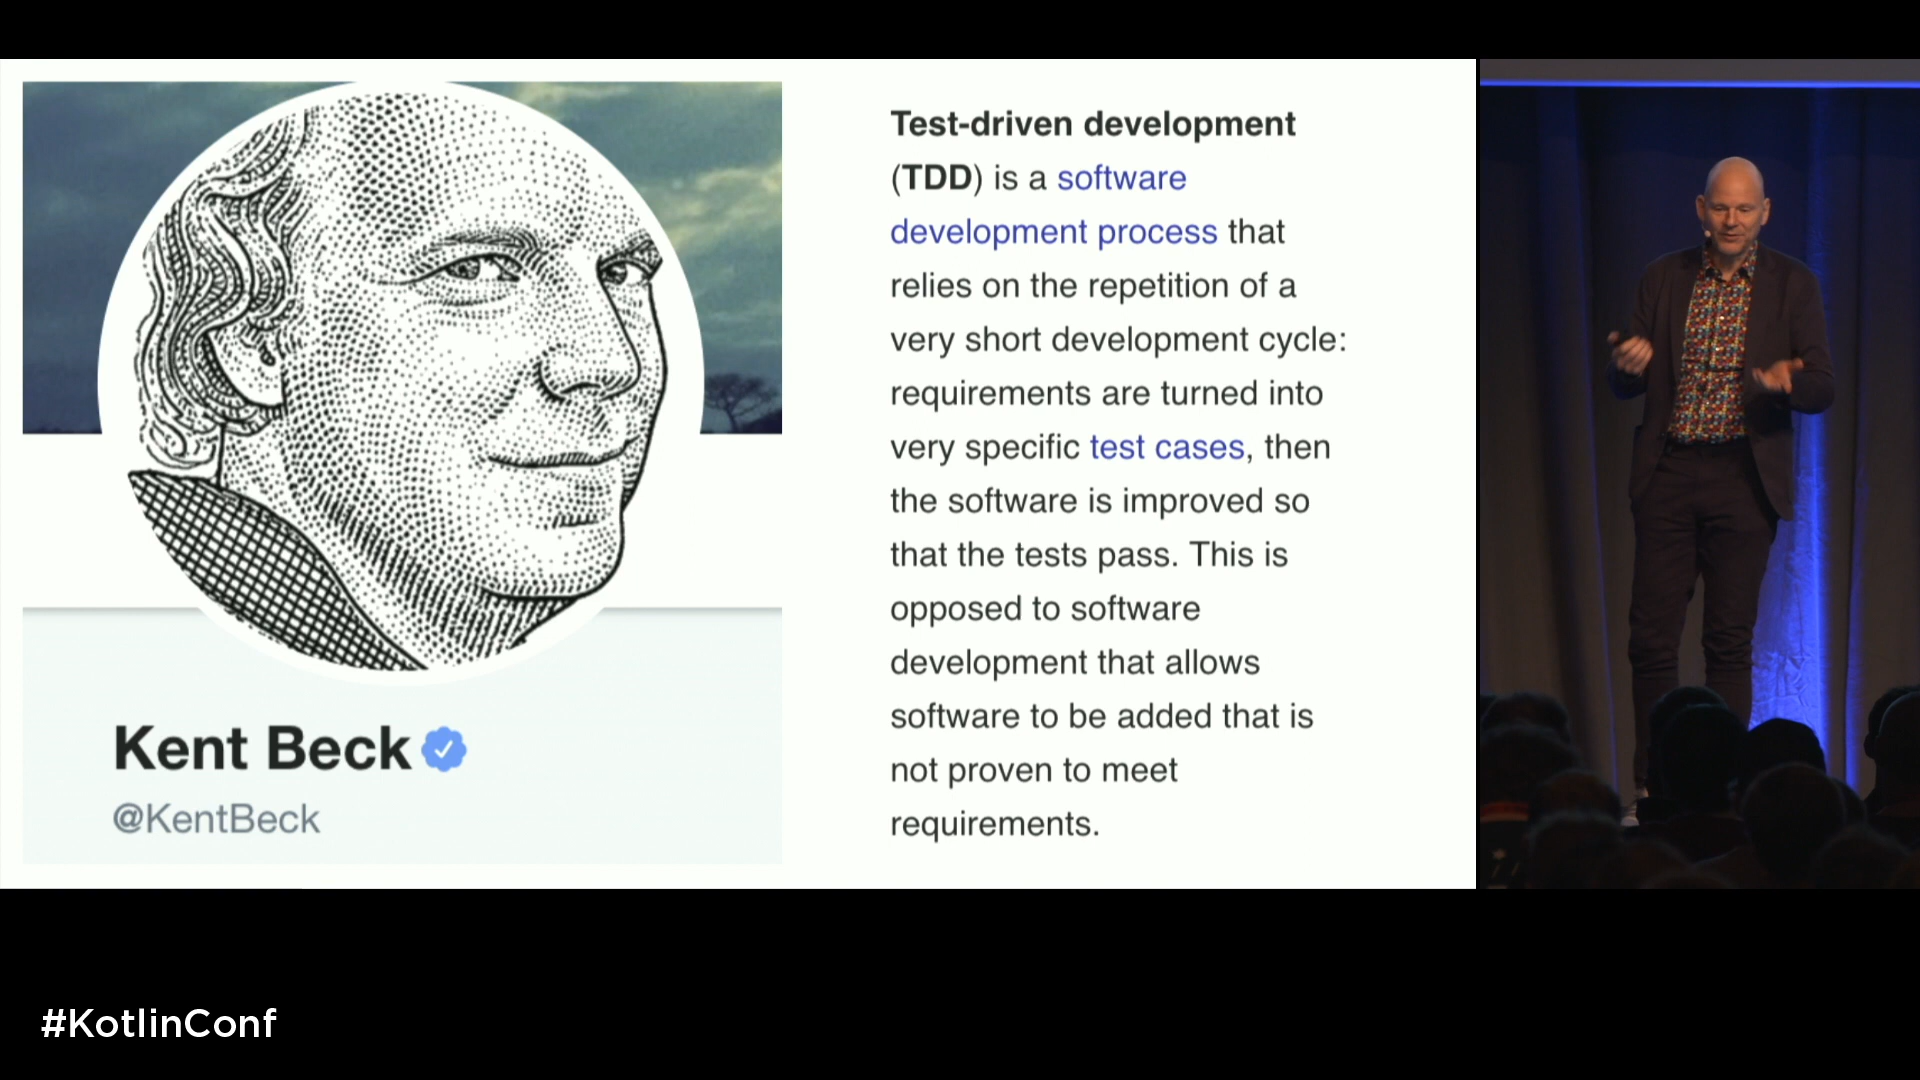 Test-driven development
(TDD) is a software
development process that
relies on the repetition of a
very short development cycle:
requirements are turned into
very specific test cases, then
the software is improved so
that the tests pass. This is
opposed to software
development that allows
software to be added that is
not proven to meet
requirements.
Kent Beck
@KentBeck
#KotlinConf